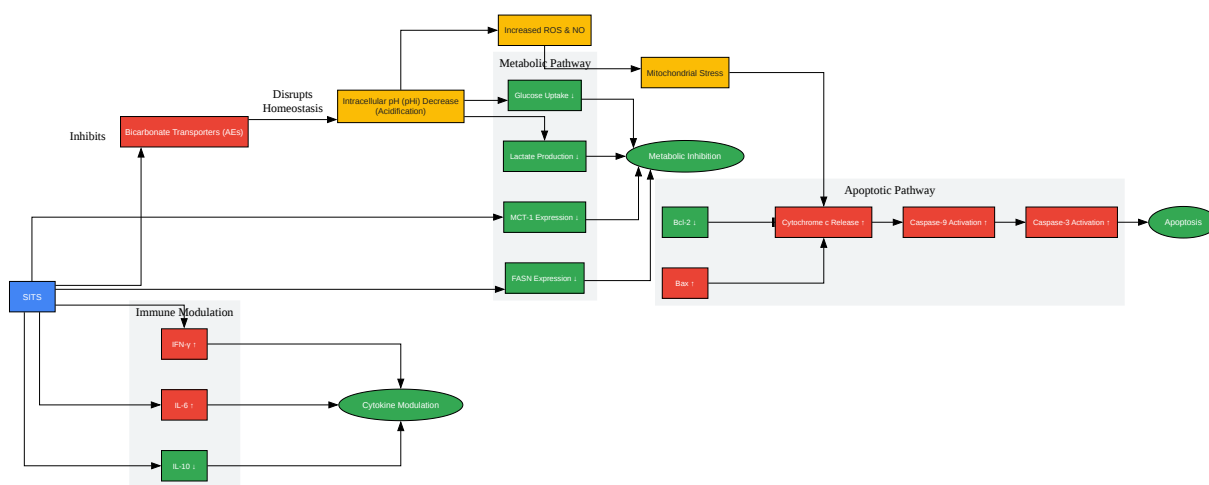 Increased ROS & NO
Metabolic Pathway
Mitochondrial Stress
Disrupts
Homeostasis
Intracellular pH (pHi) Decrease
(Acidification)
Glucose Uptake ↓
Inhibits
Bicarbonate Transporters (AEs)
Lactate Production ↓
Metabolic Inhibition
Apoptotic Pathway
MCT-1 Expression ↓
Bcl-2 ↓
Cytochrome c Release ↑
Caspase-9 Activation ↑
Caspase-3 Activation ↑
Apoptosis
FASN Expression ↓
Bax ↑
SITS
Immune Modulation
IFN-γ ↑
IL-6 ↑
Cytokine Modulation
IL-10 ↓